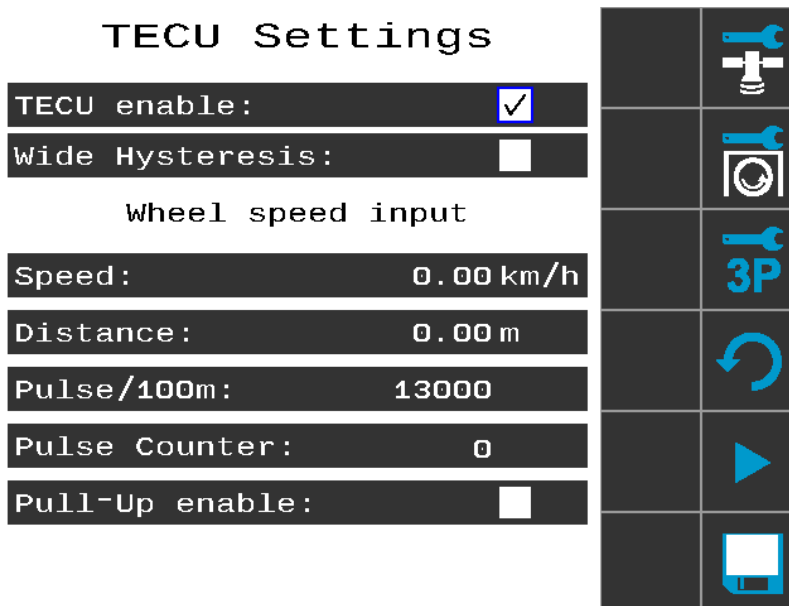 TECU Settings
TECU enable:
Wide Hysteresis:
Wheel speed input
Speed: 0.00 km/h
Distance: 0.00 m
Pulse/100m: 13000
Pulse Counter: 0
Pull-Up enable:
3P